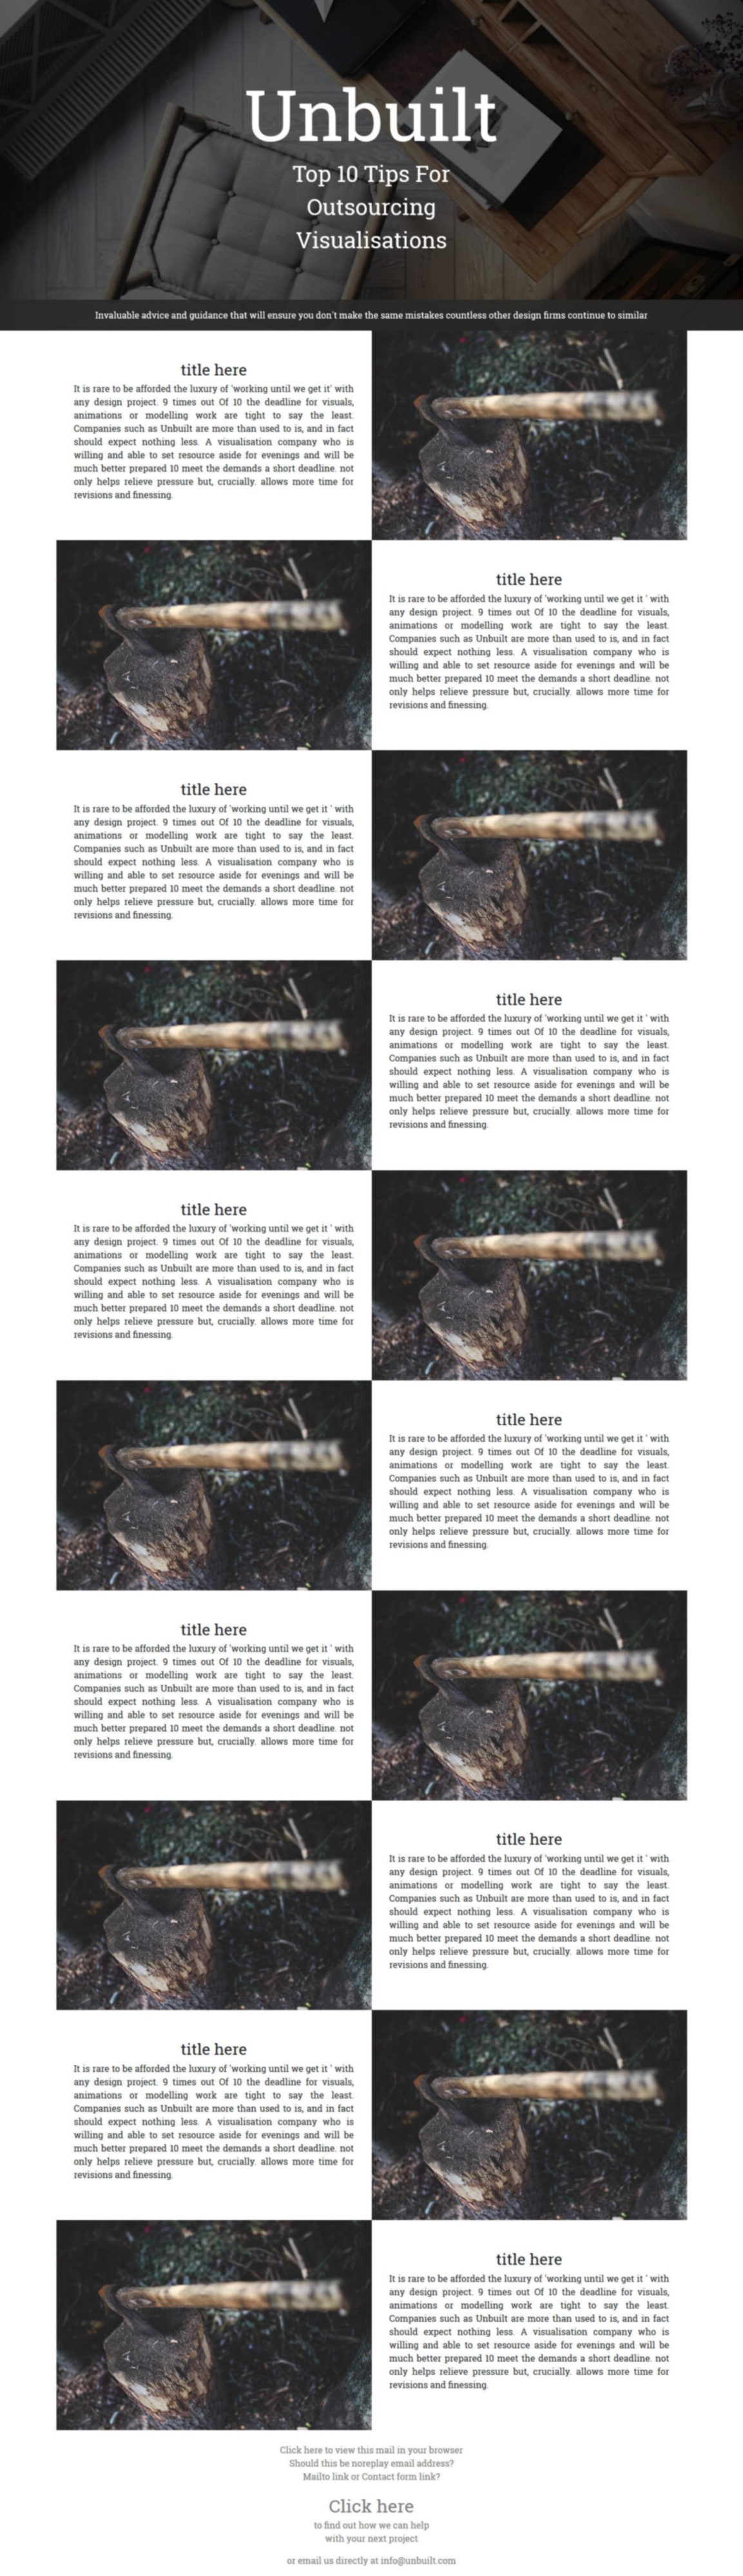 Unbuilt
Top 10 Tips For
Outsourcing
Visualisations
Invaluable advice and guidance that will ensure you don't make the same mistakes countless other design firms continue to similar
title here
It is rare to be afforded the luxury of 'working until we get it' with
any design project. 9 times out Of 10 the deadline for visuals,
animations or modelling work are tight to say the least.
Companies such as Unbuilt are more than used to is, and in fact
should expect nothing less. A visualisation company who is
willing and able to set resource aside for evenings and will be
much better prepared 10 meet the demands a short deadline. not
only helps relieve pressure but, crucially. allows more time for
revisions and finessing.
title here
It is rare to be afforded the luxury of 'working until we get it ' with
any design project. 9 times out Of 10 the deadline for visuals,
animations or modelling work are tight to say the least.
Companies such as Unbuilt are more than used to is, and in fact
should expect nothing less. A visualisation company who is
willing and able to set resource aside for evenings and will be
much better prepared 10 meet the demands a short deadline. not
only helps relieve pressure but, crucially. allows more time for
revisions and finessing.
title here
It is rare to be afforded the luxury of 'working until we get it ' with
any design project. 9 times out Of 10 the deadline for visuals,
animations or modelling work are tight to say the least.
Companies such as Unbuilt are more than used to is, and in fact
should expect nothing less. A visualisation company who is
willing and able to set resource aside for evenings and will be
much better prepared 10 meet the demands a short deadline. not
only helps relieve pressure but, crucially. allows more time for
revisions and finessing.
title here
It is rare to be afforded the luxury of 'working until we get it ' with
any design project. 9 times out Of 10 the deadline for visuals,
animations or modelling work are tight to say the least.
Companies such as Unbuilt are more than used to is, and in fact
should expect nothing less. A visualisation company who is
willing and able to set resource aside for evenings and will be
much better prepared 10 meet the demands a short deadline. not
only helps relieve pressure but, crucially. allows more time for
revisions and finessing.
title here
It is rare to be afforded the luxury of 'working until we get it ' with
any design project. 9 times out Of 10 the deadline for visuals,
animations or modelling work are tight to say the least.
Companies such as Unbuilt are more than used to is, and in fact
should expect nothing less. A visualisation company who is
willing and able to set resource aside for evenings and will be
much better prepared 10 meet the demands a short deadline. not
only helps relieve pressure but, crucially. allows more time for
revisions and finessing.
title here
It is rare to be afforded the luxury of 'working until we get it ' with
any design project. 9 times out Of 10 the deadline for visuals,
animations or modelling work are tight to say the least.
Companies such as Unbuilt are more than used to is, and in fact
should expect nothing less. A visualisation company who is
willing and able to set resource aside for evenings and will be
much better prepared 10 meet the demands a short deadline. not
only helps relieve pressure but, crucially. allows more time for
revisions and finessing.
title here
It is rare to be afforded the luxury of 'working until we get it ' with
any design project. 9 times out Of 10 the deadline for visuals,
animations or modelling work are tight to say the least.
Companies such as Unbuilt are more than used to is, and in fact
should expect nothing less. A visualisation company who is
willing and able to set resource aside for evenings and will be
much better prepared 10 meet the demands a short deadline. not
only helps relieve pressure but, crucially. allows more time for
revisions and finessing.
title here
It is rare to be afforded the luxury of 'working until we get it ' with
any design project. 9 times out Of 10 the deadline for visuals,
animations or modelling work are tight to say the least.
Companies such as Unbuilt are more than used to is, and in fact
should expect nothing less. A visualisation company who is
willing and able to set resource aside for evenings and will be
much better prepared 10 meet the demands a short deadline. not
only helps relieve pressure but, crucially. allows more time for
revisions and finessing.
title here
It is rare to be afforded the luxury of 'working until we get it ' with
any design project. 9 times out Of 10 the deadline for visuals,
animations or modelling work are tight to say the least.
Companies such as Unbuilt are more than used to is, and in fact
should expect nothing less. A visualisation company who is
willing and able to set resource aside for evenings and will be
much better prepared 10 meet the demands a short deadline. not
only helps relieve pressure but, crucially. allows more time for
revisions and finessing.
title here
It is rare to be afforded the luxury of 'working until we get it ' with
any design project. 9 times out Of 10 the deadline for visuals,
animations or modelling work are tight to say the least.
Companies such as Unbuilt are more than used to is, and in fact
should expect nothing less. A visualisation company who is
willing and able to set resource aside for evenings and will be
much better prepared 10 meet the demands a short deadline. not
only helps relieve pressure but, crucially. allows more time for
revisions and finessing.
Click here to view this mail in your browser
Should this be noreplay email address?
Mailto link or Contact form link?
Click here
to find out how we can help
with your next project
or email us directly at info@unbuilt.com